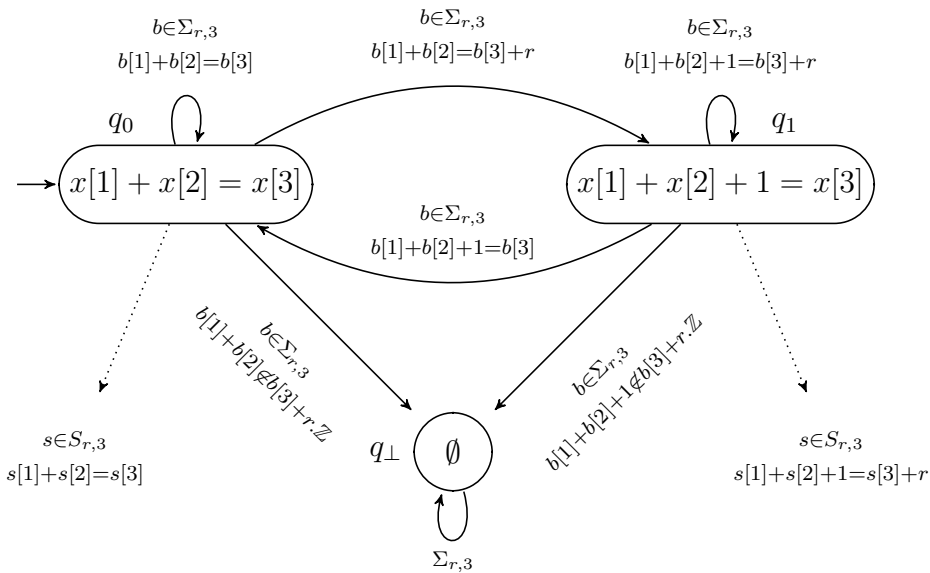 b∈Σ_{r,3}
b[1]+b[2]=b[3]
b∈Σ_{r,3}
b[1]+b[2]=b[3]+r
b∈Σ_{r,3}
b[1]+b[2]+1=b[3]+r
q_0
q_1
x[1] + x[2] = x[3]
x[1] + x[2] + 1 = x[3]
b∈Σ_{r,3}
b[1]+b[2]+1=b[3]
b∈Σ_{r,3}
b[1]+b[2]∉b[3]+r.ℤ
b∈Σ_{r,3}
b[1]+b[2]+1∉b[3]+r.ℤ
s∈S_{r,3}
s[1]+s[2]=s[3]
q_⊥
∅
s∈S_{r,3}
s[1]+s[2]+1=s[3]+r
Σ_{r,3}